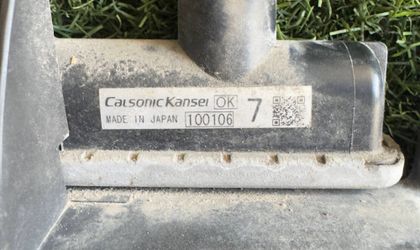 CalsonicKansei OK 7
MADE IN JAPAN 100106